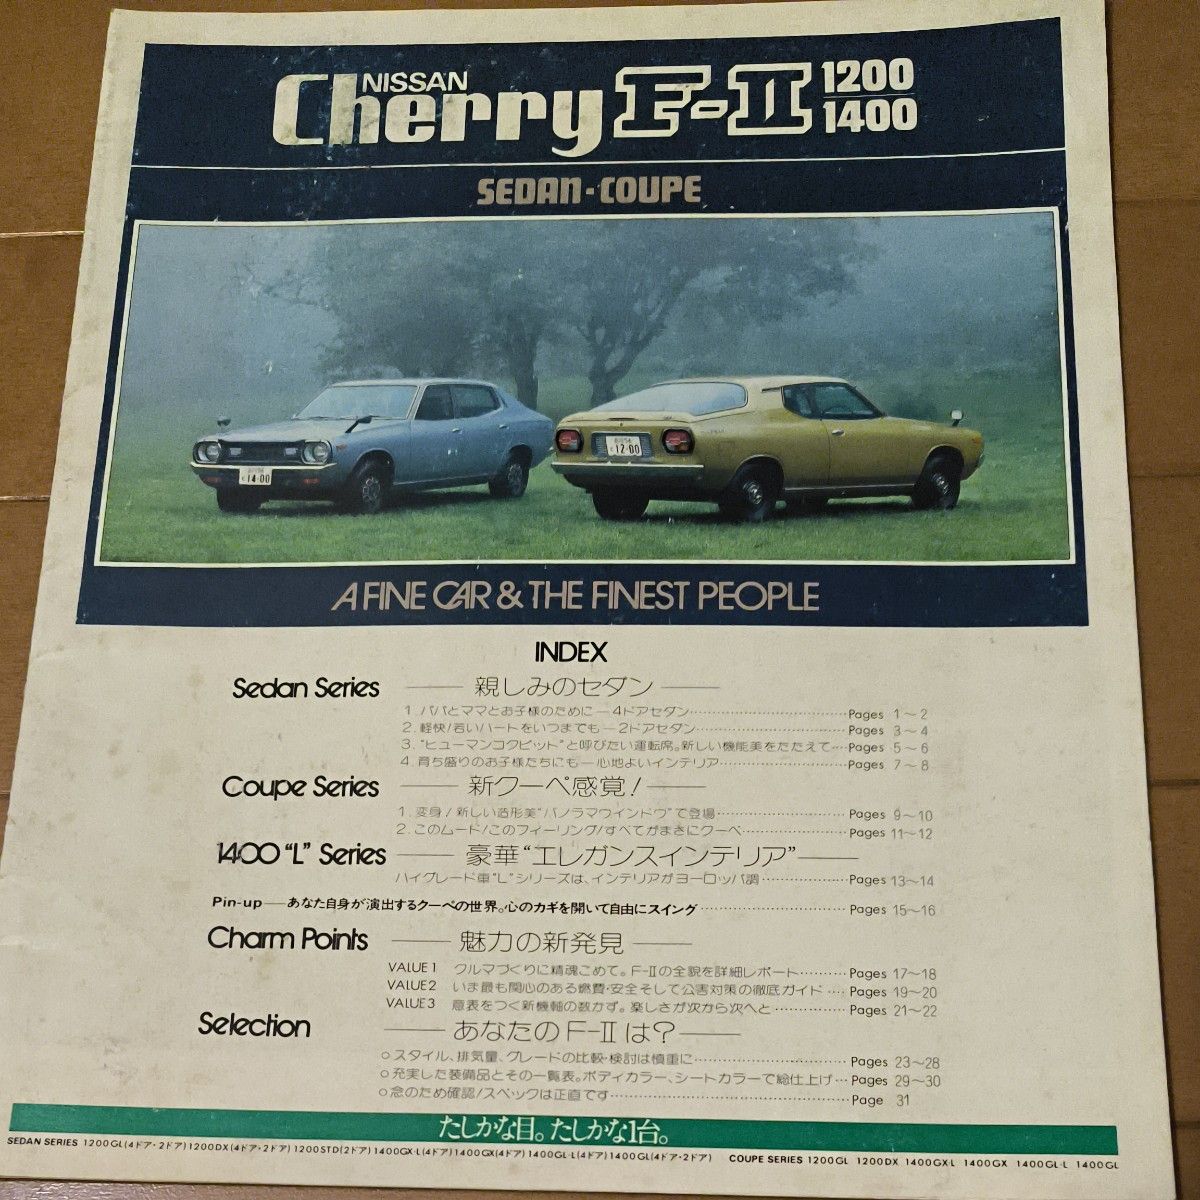 NISSAN
Cherry F-II 1200 1400
SEDAN・COUPE
14-00
12-00
A FINE CAR & THE FINEST PEOPLE
INDEX
Sedan Series 親しみのセダン
1. パパとママとお子様のために—4ドアセダン……Pages 1〜2
2. 軽快!若いハートをいつまでも—2ドアセダン……Pages 3〜4
3. “ヒューマンコクピット”と呼びたい運転席。新しい機能美をたたえて…Pages 5〜6
4. 育ち盛りのお子様たちにも—心地よいインテリア……Pages 7〜8
Coupe Series 新クーペ感覚!
1. 変身!新しい造形美“パノラマウインドウ”で登場……Pages 9〜10
2. このムード!このフィーリング!すべてがまさにクーペ……Pages 11〜12
1400 “L” Series 豪華“エレガンスインテリア”
ハイグレード車“L”シリーズは、インテリアがヨーロッパ調……Pages 13〜14
Pin-up—あなた自身が演出するクーペの世界。心のカギを開いて自由にスイング……Pages 15〜16
Charm Points 魅力の新発見
VALUE1 クルマづくりに精魂こめて。F-IIの全貌を詳細レポート……Pages 17〜18
VALUE2 いま最も関心のある燃費・安全そして公害対策の徹底ガイド…Pages 19〜20
VALUE3 意表をつく新機軸の数かず。楽しさが次から次へと……Pages 21〜22
Selection あなたのF-IIは?
○スタイル、排気量、グレードの比較・検討は慎重に……Pages 23〜28
○充実した装備品とその一覧表。ボディカラー、シートカラーで総仕上げ…Pages 29〜30
○念のため確認!スペックは正直です……Page 31
たしかな目。たしかな1台。
SEDAN SERIES 1200GL(4ドア・2ドア)1200DX(4ドア・2ドア)1200STD(2ドア)1400GX-L(4ドア)1400GX(4ドア)1400GL-L(4ドア)1400GL(4ドア・2ドア) COUPE SERIES 1200GL 1200DX 1400GX-L 1400GX 1400GL-L 1400GL